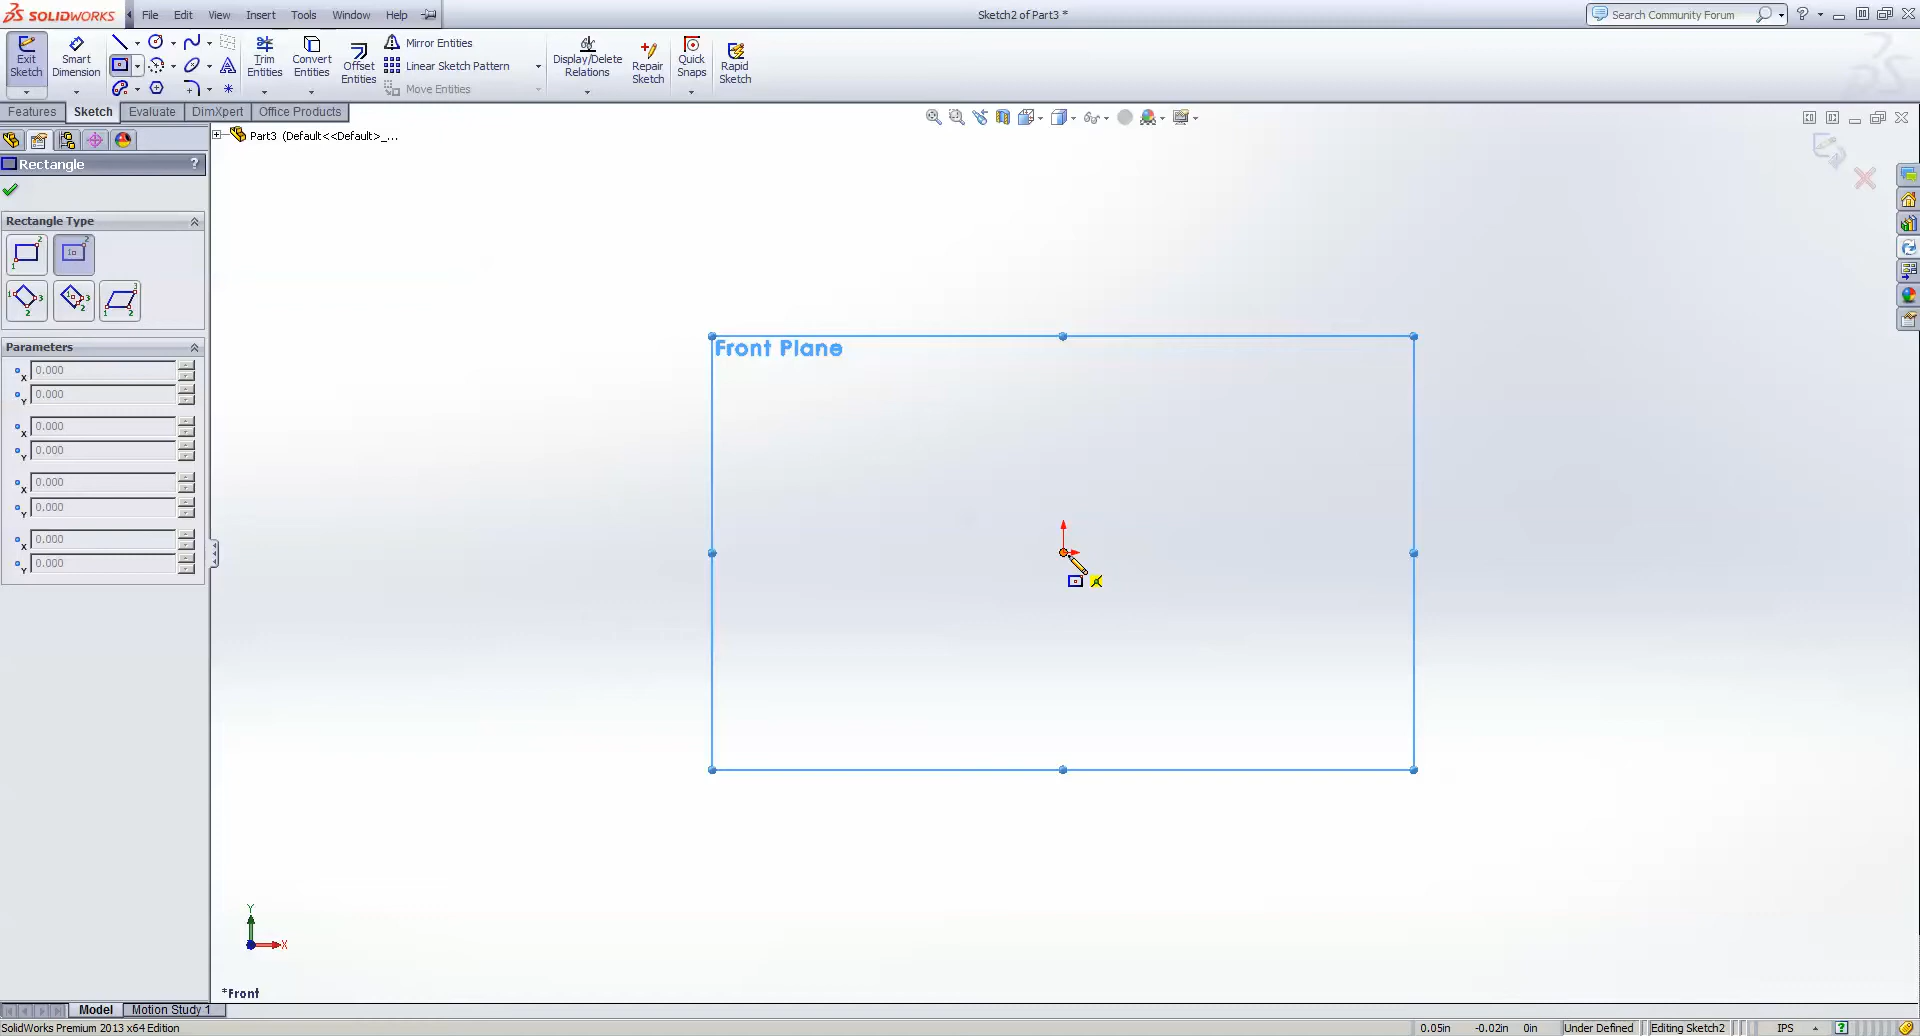 SOLIDWORKS File Edit View Insert Tools Window Help Sketch2 of Part3 * Search Community Forum ?
Exit Sketch
Smart Dimension
Trim Entities
Convert Entities
Offset Entities
Mirror Entities
Linear Sketch Pattern
Move Entities
Display/Delete Relations
Repair Sketch
Quick Snaps
Rapid Sketch
Features Sketch Evaluate DimXpert Office Products
Part3 (Default<<Default>_...
Rectangle ?
Rectangle Type
Parameters
X 0.000
Y 0.000
X 0.000
Y 0.000
X 0.000
Y 0.000
X 0.000
Y 0.000
Front Plane
Y
X
*Front
Model Motion Study 1
SolidWorks Premium 2013 x64 Edition 0.05in -0.02in 0in Under Defined Editing Sketch2 IPS ?